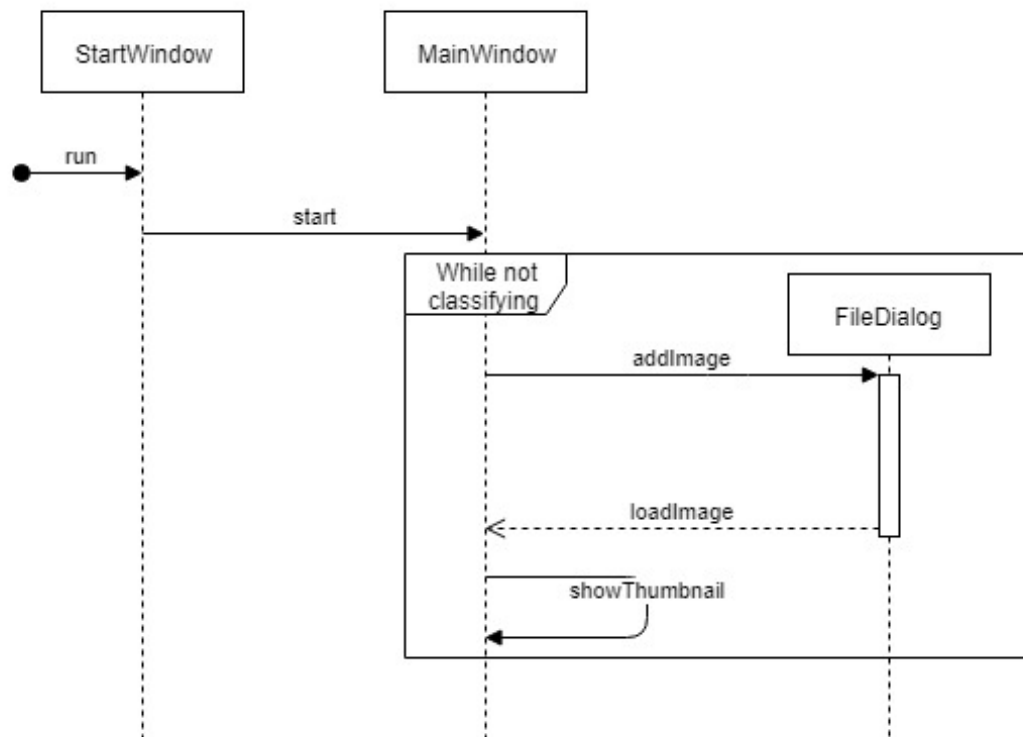 StartWindow
MainWindow
run
start
While not
classifying
FileDialog
addImage
loadImage
showThumbnail